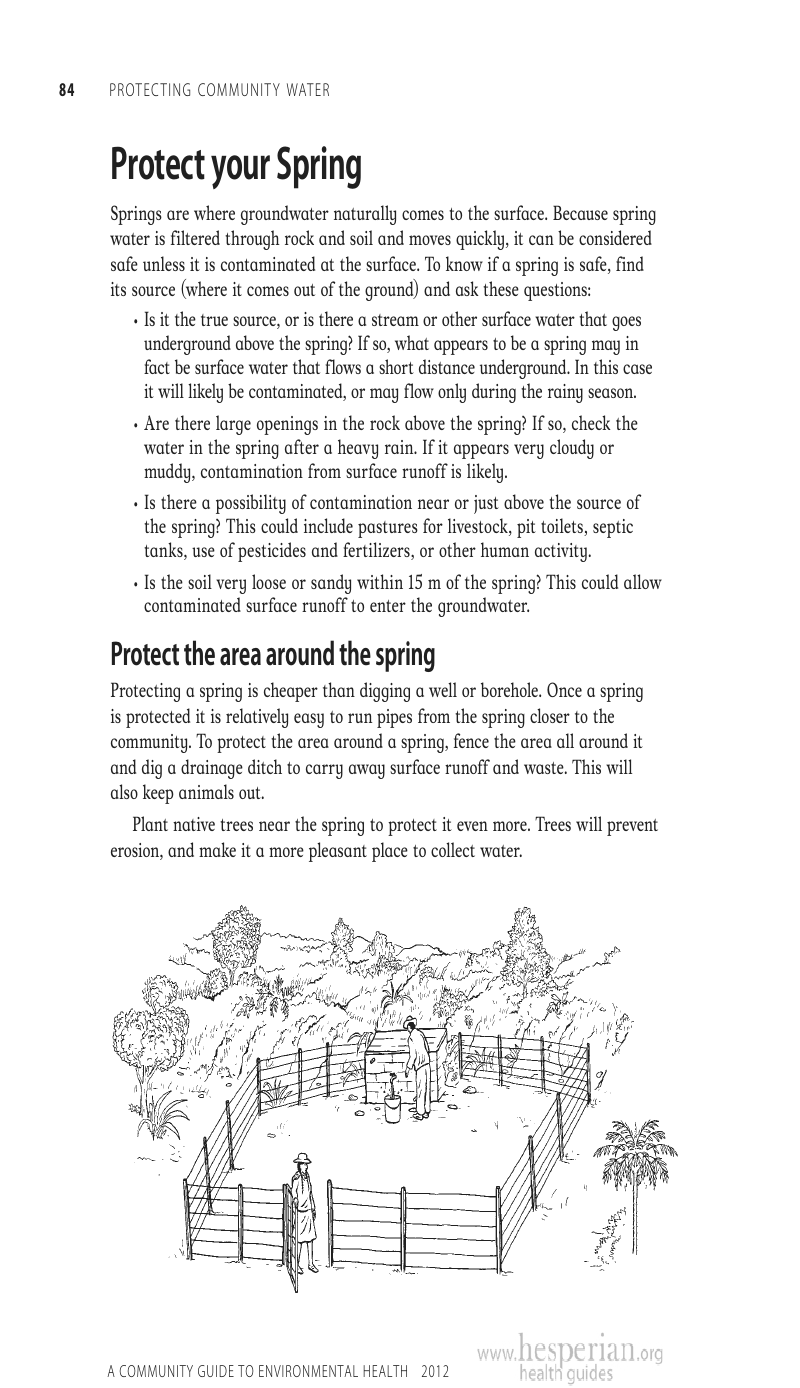 84 PROTECTING COMMUNITY WATER
Protect your Spring
Springs are where groundwater naturally comes to the surface. Because spring
water is filtered through rock and soil and moves quickly, it can be considered
safe unless it is contaminated at the surface. To know if a spring is safe, find
its source (where it comes out of the ground) and ask these questions:
• Is it the true source, or is there a stream or other surface water that goes
underground above the spring? If so, what appears to be a spring may in
fact be surface water that flows a short distance underground. In this case
it will likely be contaminated, or may flow only during the rainy season.
• Are there large openings in the rock above the spring? If so, check the
water in the spring after a heavy rain. If it appears very cloudy or
muddy, contamination from surface runoff is likely.
• Is there a possibility of contamination near or just above the source of
the spring? This could include pastures for livestock, pit toilets, septic
tanks, use of pesticides and fertilizers, or other human activity.
• Is the soil very loose or sandy within 15 m of the spring? This could allow
contaminated surface runoff to enter the groundwater.
Protect the area around the spring
Protecting a spring is cheaper than digging a well or borehole. Once a spring
is protected it is relatively easy to run pipes from the spring closer to the
community. To protect the area around a spring, fence the area all around it
and dig a drainage ditch to carry away surface runoff and waste. This will
also keep animals out.
Plant native trees near the spring to protect it even more. Trees will prevent
erosion, and make it a more pleasant place to collect water.
www.hesperian.org
health guides
A COMMUNITY GUIDE TO ENVIRONMENTAL HEALTH 2012